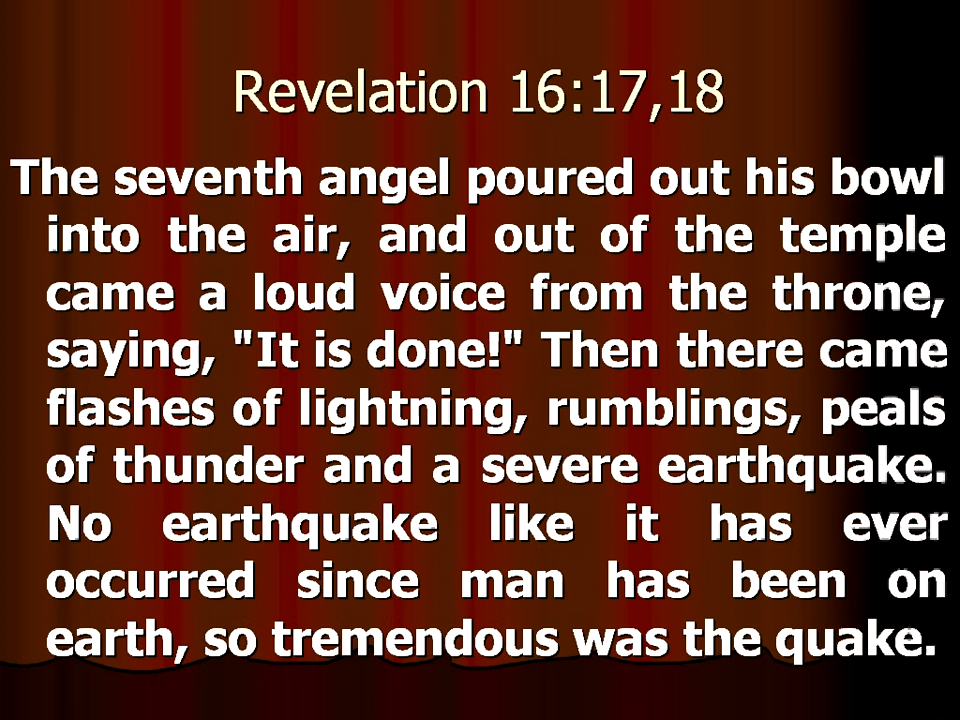 Revelation 16:17,18
The seventh angel poured out his bowl
into the air, and out of the temple
came a loud voice from the throne,
saying, "It is done!" Then there came
flashes of lightning, rumblings, peals
of thunder and a severe earthquake.
No earthquake like it has ever
occurred since man has been on
earth, so tremendous was the quake.